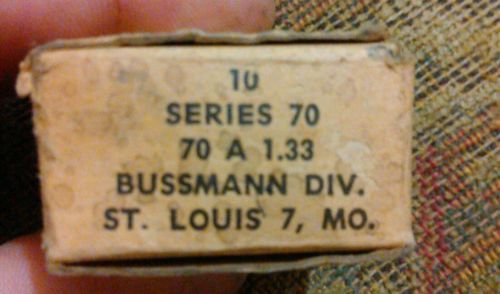 10
SERIES 70
70 A 1.33
BUSSMANN DIV.
ST. LOUIS 7, MO.